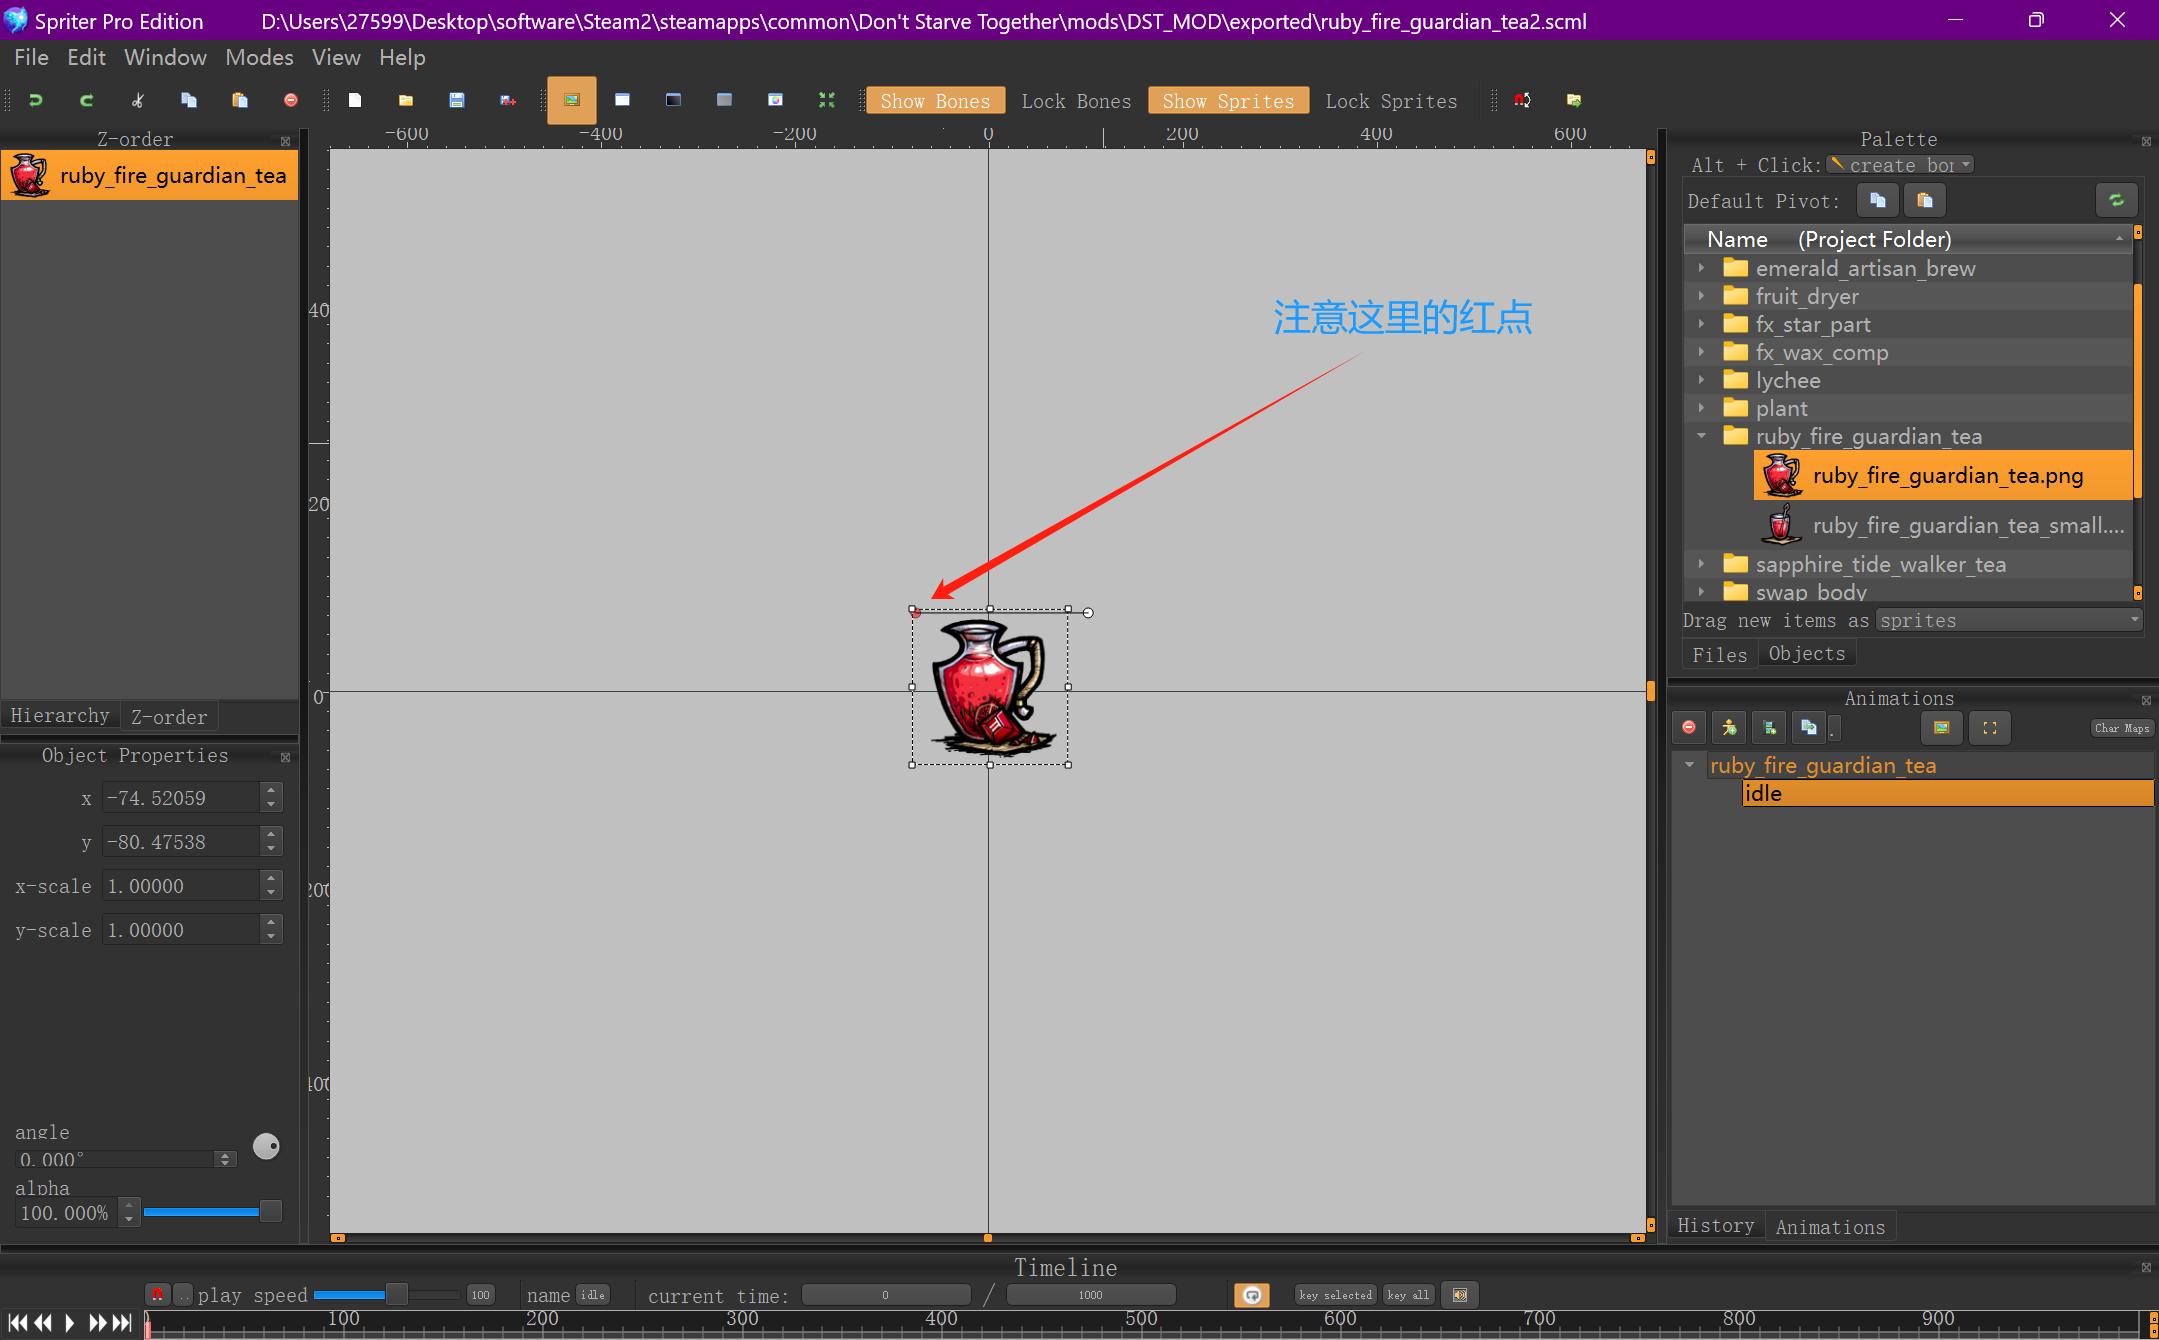 Spriter Pro Edition D:\Users\27599\Desktop\software\Steam2\steamapps\common\Don't Starve Together\mods\DST_MOD\exported\ruby_fire_guardian_tea2.scml
File Edit Window Modes View Help
Show Bones Lock Bones Show Sprites Lock Sprites
Z-order
ruby_fire_guardian_tea
Hierarchy Z-order
Object Properties
x -74.52059
y -80.47538
x-scale 1.00000
y-scale 1.00000
angle
0.000°
alpha
100.000%
-600 -400 -200 0 200 400 600
40
20
0
200
400
注意这里的红点
Palette
Alt + Click: create bor
Default Pivot:
Name (Project Folder)
emerald_artisan_brew
fruit_dryer
fx_star_part
fx_wax_comp
lychee
plant
ruby_fire_guardian_tea
ruby_fire_guardian_tea.png
ruby_fire_guardian_tea_small....
sapphire_tide_walker_tea
swap_body
Drag new items as sprites
Files Objects
Animations
Char Maps
ruby_fire_guardian_tea
idle
History Animations
Timeline
.. play speed 100 name idle current time: 0 / 1000 key selected key all
100 200 300 400 500 600 700 800 900